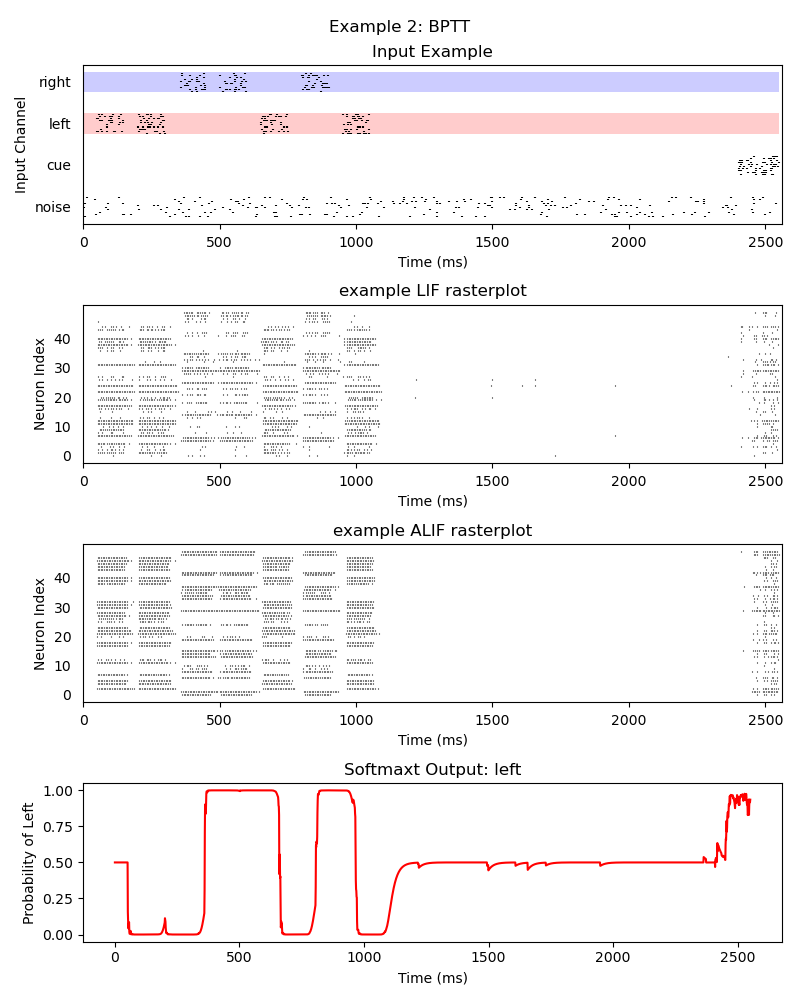 Example 2: BPTT
Input Example
Input Channel
right
left
cue
noise
0 500 1000 1500 2000 2500
Time (ms)
example LIF rasterplot
Neuron Index
40
30
20
10
0
0 500 1000 1500 2000 2500
Time (ms)
example ALIF rasterplot
Neuron Index
40
30
20
10
0
0 500 1000 1500 2000 2500
Time (ms)
Softmaxt Output: left
Probability of Left
1.00
0.75
0.50
0.25
0.00
0 500 1000 1500 2000 2500
Time (ms)